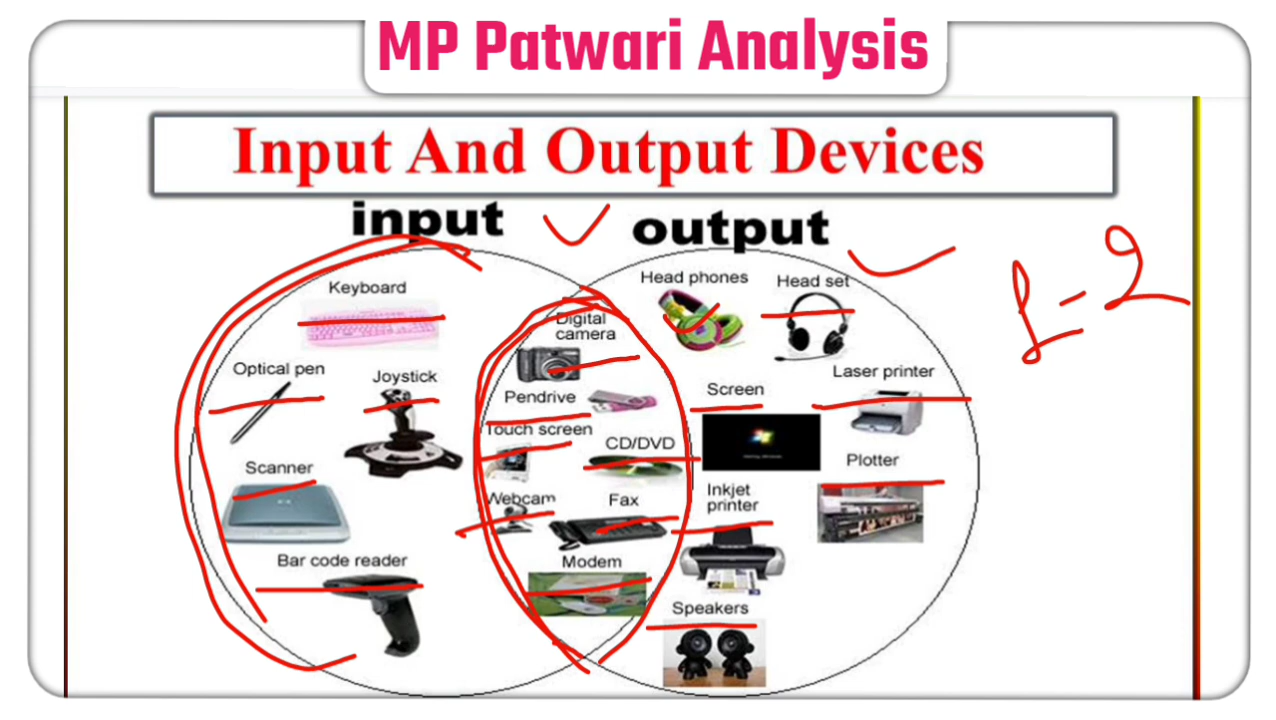 MP Patwari Analysis
Input And Output Devices
input
output
Keyboard
Optical pen
Joystick
Scanner
Bar code reader
Digital
camera
Pendrive
Touch screen
CD/DVD
Webcam
Fax
Modem
Head phones
Head set
Screen
Laser printer
Inkjet
printer
Plotter
Speakers